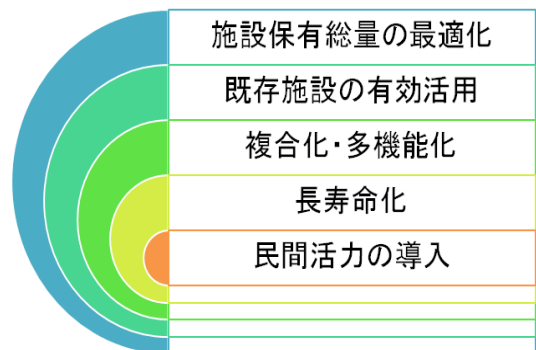 施設保有総量の最適化
既存施設の有効活用
複合化・多機能化
長寿命化
民間活力の導入